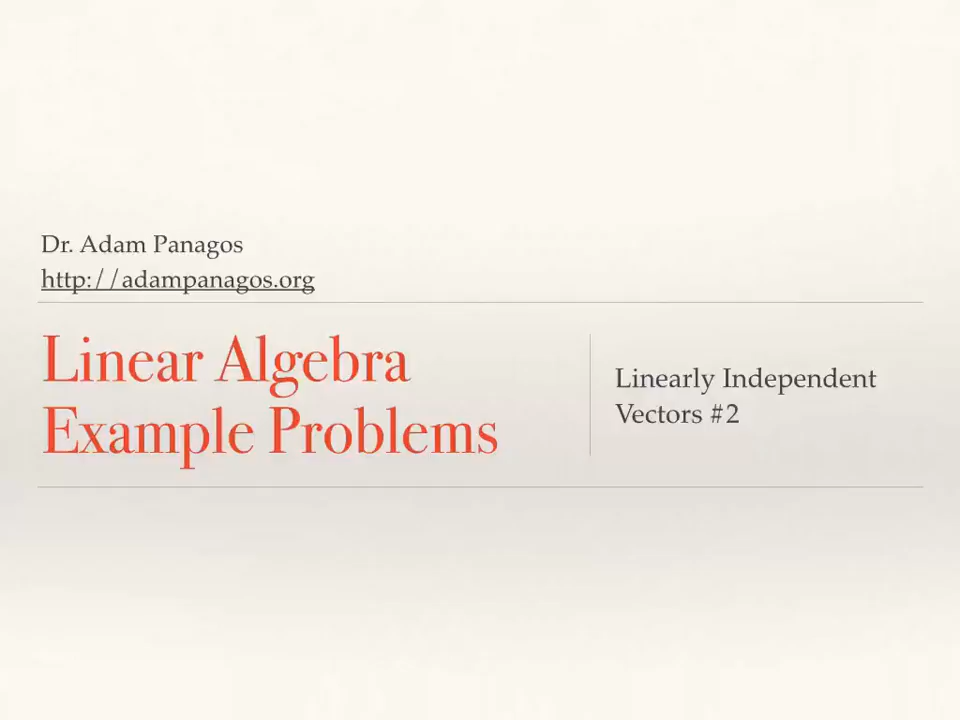 Dr. Adam Panagos
http://adampanagos.org
Linear Algebra
Example Problems
Linearly Independent
Vectors #2